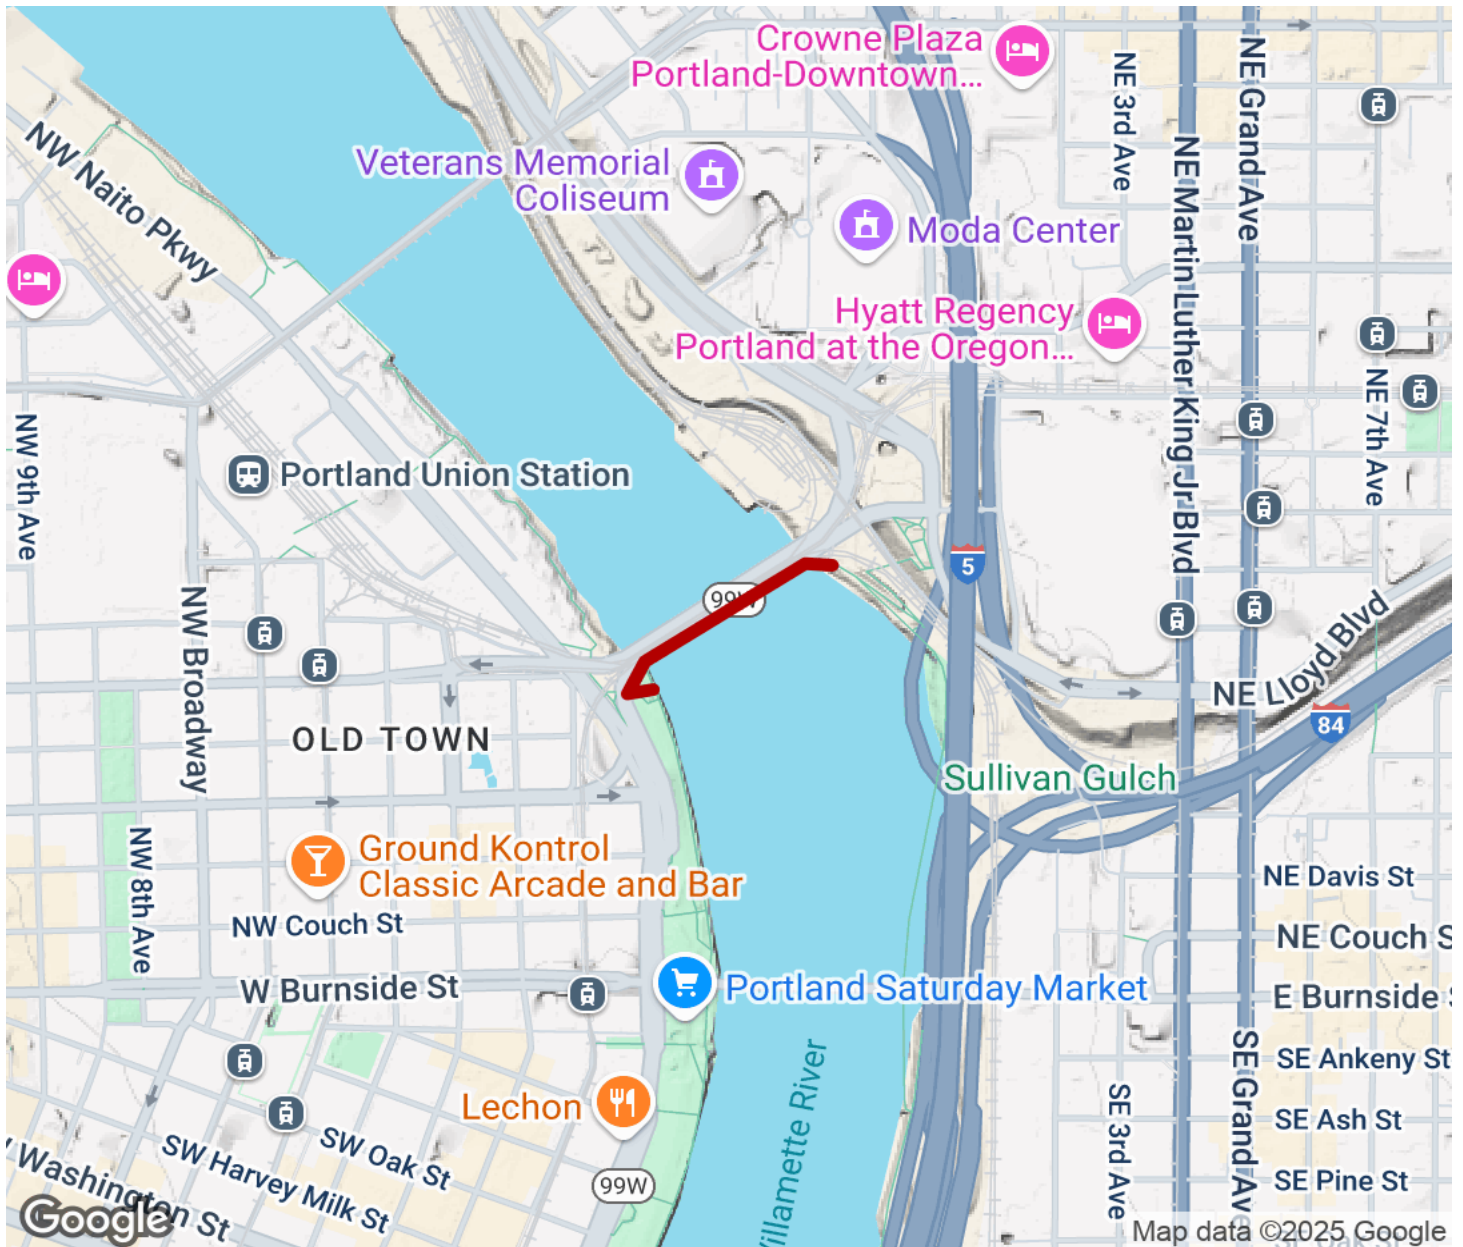 Crowne Plaza
Portland-Downtown...
NE 3rd Ave
NE Grand Ave
NW Naito Pkwy
Veterans Memorial
Coliseum
Moda Center
NE Martin Luther King Jr Blvd
Hyatt Regency
Portland at the Oregon...
NE 7th Ave
NW 9th Ave
Portland Union Station
5
99W
NW Broadway
NE Lloyd Blvd
84
OLD TOWN
Sullivan Gulch
NW 8th Ave
Ground Kontrol
Classic Arcade and Bar
NE Davis St
NW Couch St
NE Couch S
W Burnside St
Portland Saturday Market
E Burnside
SE Grand Ave
SE Ankeny St
Willamette River
Lechon
SE 3rd Ave
SE Ash St
SW Oak St
SW Harvey Milk St
Washington St
SE Pine St
99W
Google
Map data ©2025 Google